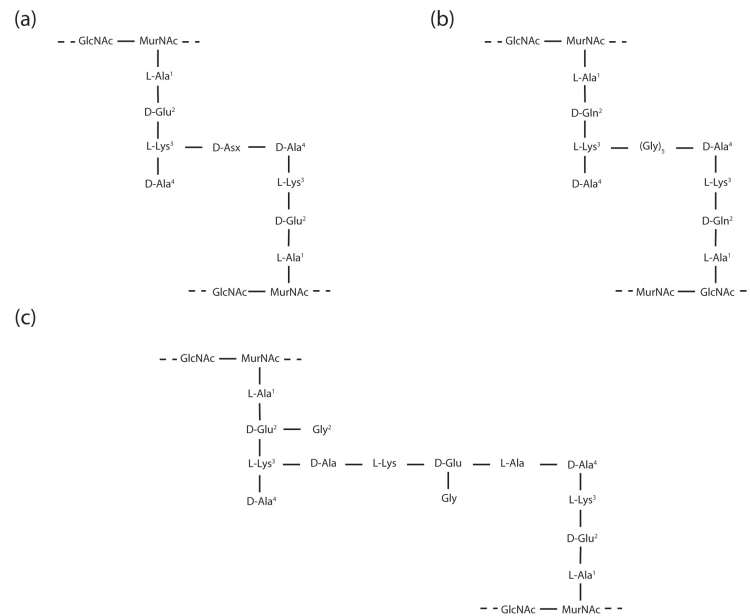 (a)
GlcNAc MurNAc
L-Ala¹
D-Glu²
L-Lys³ D-Asx D-Ala⁴
D-Ala⁴ L-Lys³
D-Glu²
L-Ala¹
GlcNAc MurNAc
(b)
GlcNAc MurNAc
L-Ala¹
D-Gln²
L-Lys³ (Gly)₅ D-Ala⁴
D-Ala⁴ L-Lys³
D-Gln²
L-Ala¹
MurNAc GlcNAc
(c)
GlcNAc MurNAc
L-Ala¹
D-Glu² Gly²
L-Lys³ D-Ala L-Lys D-Glu L-Ala D-Ala⁴
D-Ala⁴ Gly L-Lys³
D-Glu²
L-Ala¹
GlcNAc MurNAc